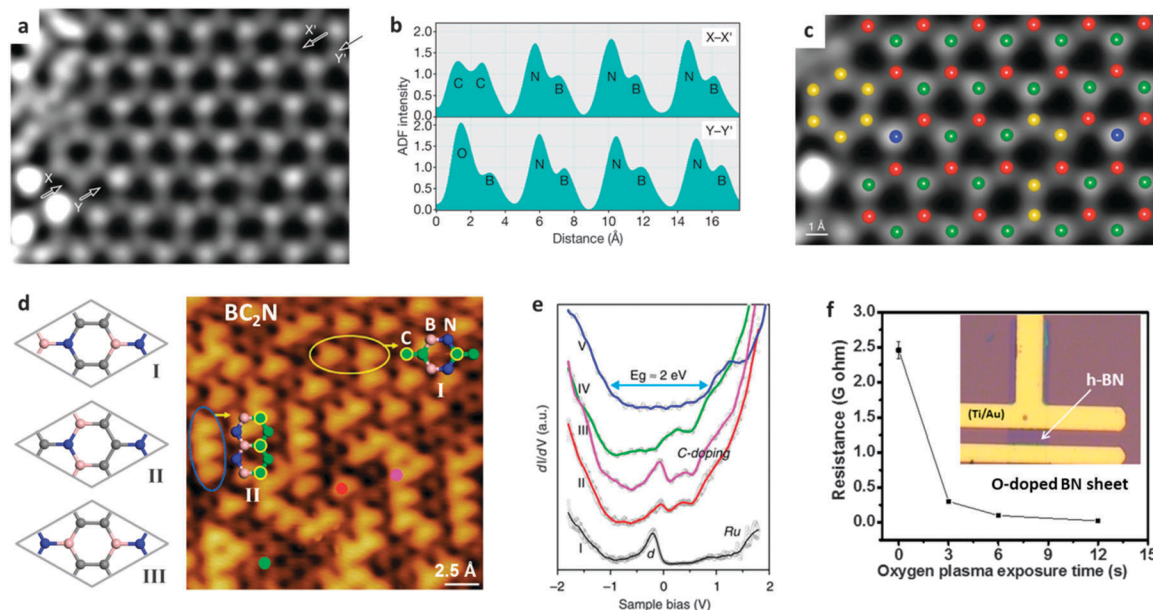 a
X'
Y'
X
Y
b
ADF intensity
2.0
1.5
1.0
0.5
0.0
X–X'
C C N B N B N B
2.0
1.5
1.0
0.5
0.0
Y–Y'
O B N B N B N B
0 2 4 6 8 10 12 14 16
Distance (Å)
c
1 Å
d
I
II
III
BC2N
C B N
I
II
2.5 Å
e
dI/dV (a.u.)
V
Eg ≈ 2 eV
IV
III
C-doping
II
Ru
I
d
−2 −1 0 1 2
Sample bias (V)
f
Resistance (G ohm)
3.0
2.5
2.0
1.5
1.0
0.5
0.0
h-BN
(Ti/Au)
O-doped BN sheet
0 3 6 9 12 15
Oxygen plasma exposure time (s)